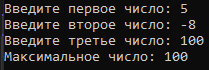 Введите первое число: 5
Введите второе число: -8
Введите третье число: 100
Максимальное число: 100